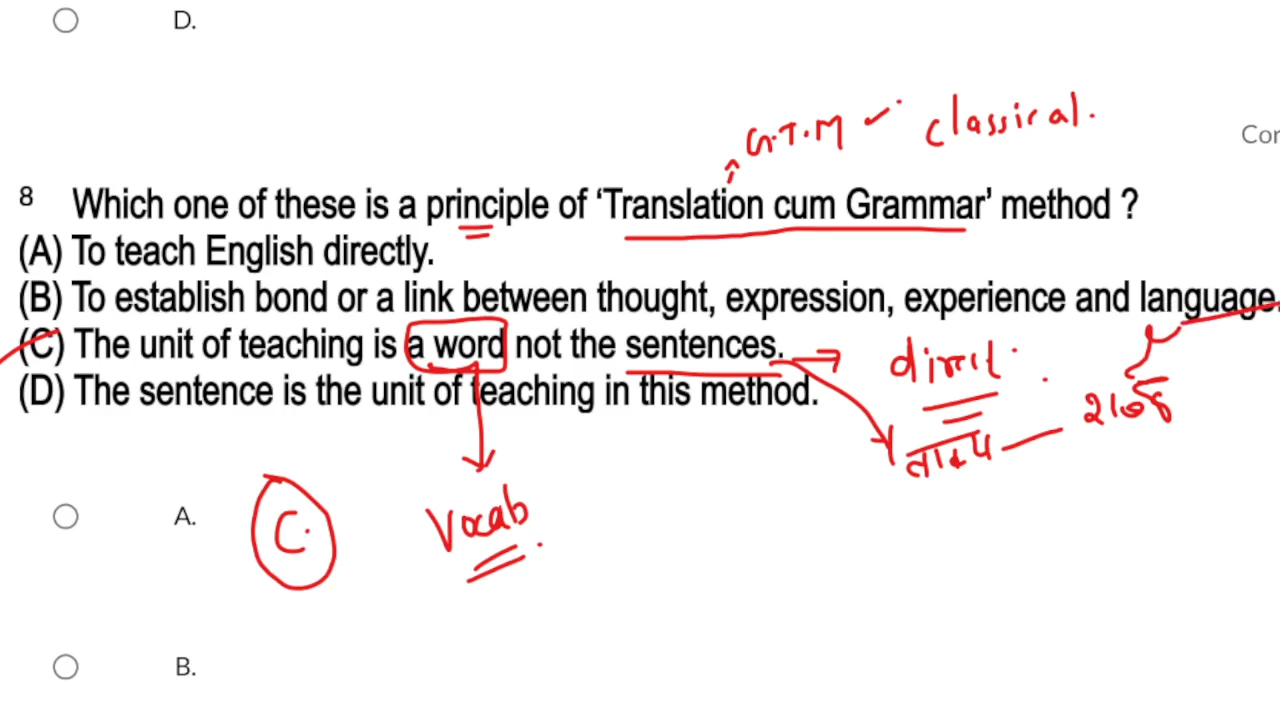 D.
G.T.M classical.
Cor
8 Which one of these is a principle of ‘Translation cum Grammar’ method ?
(A) To teach English directly.
(B) To establish bond or a link between thought, expression, experience and language.
(C) The unit of teaching is a word not the sentences.
direct.
(D) The sentence is the unit of teaching in this method.
वाक्य
शब्द
A.
C.
Vocab
B.